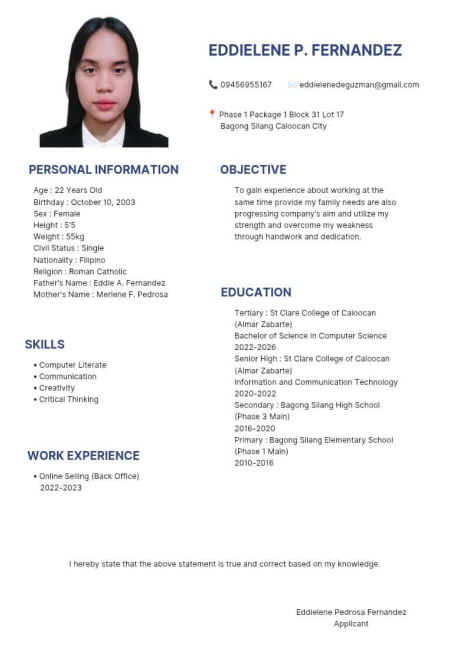 EDDIELENE P. FERNANDEZ
09456955167 eddielenedeguzman@gmail.com
Phase 1 Package 1 Block 31 Lot 17
Bagong Silang Caloocan City
PERSONAL INFORMATION
Age : 22 Years Old
Birthday : October 10, 2003
Sex : Female
Height : 5'5
Weight : 55kg
Civil Status : Single
Nationality : Filipino
Religion : Roman Catholic
Father's Name : Eddie A. Fernandez
Mother's Name : Merlene F. Pedrosa
SKILLS
• Computer Literate
• Communication
• Creativity
• Critical Thinking
WORK EXPERIENCE
• Online Selling (Back Office)
2022-2023
OBJECTIVE
To gain experience about working at the
same time provide my family needs are also
progressing company's aim and utilize my
strength and overcome my weakness
through handwork and dedication.
EDUCATION
Tertiary : St Clare College of Caloocan
(Almar Zabarte)
Bachelor of Science in Computer Science
2022-2026
Senior High : St Clare College of Caloocan
(Almar Zabarte)
Information and Communication Technology
2020-2022
Secondary : Bagong Silang High School
(Phase 3 Main)
2016-2020
Primary : Bagong Silang Elementary School
(Phase 1 Main)
2010-2016
I hereby state that the above statement is true and correct based on my knowledge.
Eddielene Pedrosa Fernandez
Applicant